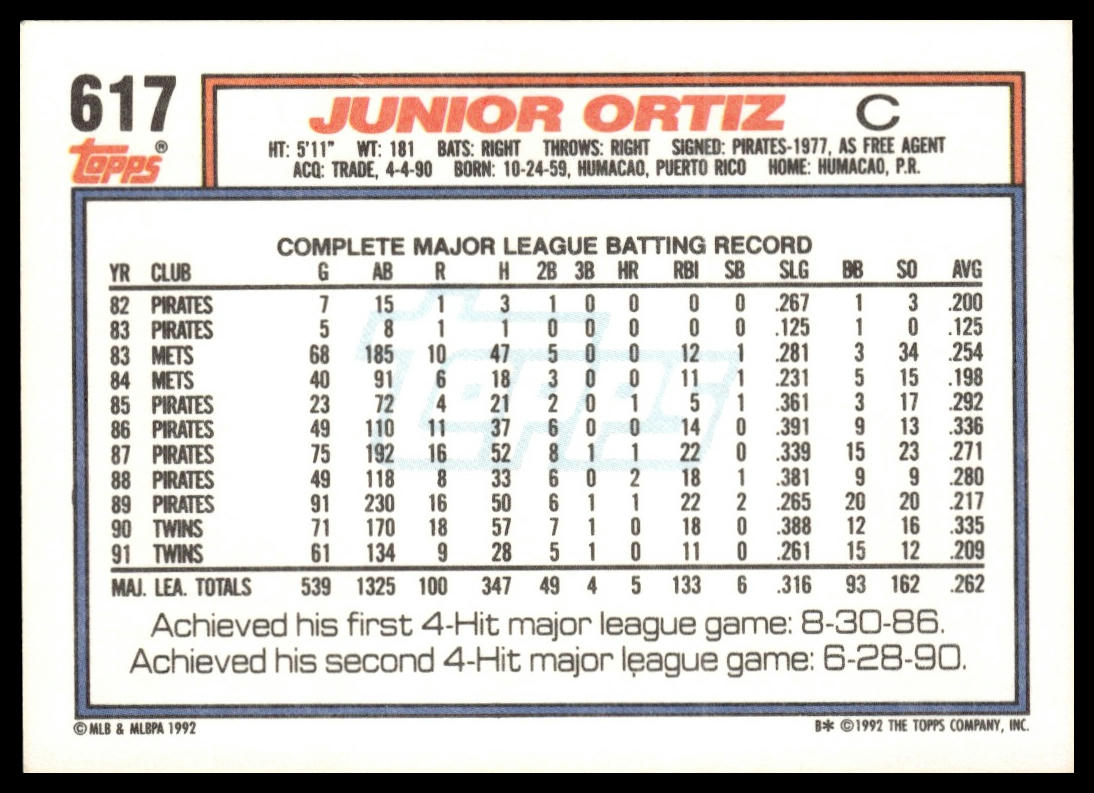 617
topps®
JUNIOR ORTIZ C
HT: 5'11" WT: 181 BATS: RIGHT THROWS: RIGHT SIGNED: PIRATES-1977, AS FREE AGENT
ACQ: TRADE, 4-4-90 BORN: 10-24-59, HUMACAO, PUERTO RICO HOME: HUMACAO, P.R.
COMPLETE MAJOR LEAGUE BATTING RECORD
YR CLUB G AB R H 2B 3B HR RBI SB SLG BB SO AVG
82 PIRATES 7 15 1 3 1 0 0 0 0 .267 1 3 .200
83 PIRATES 5 8 1 1 0 0 0 0 0 .125 1 0 .125
83 METS 68 185 10 47 5 0 0 12 1 .281 3 34 .254
84 METS 40 91 6 18 3 0 0 11 1 .231 5 15 .198
85 PIRATES 23 72 4 21 2 0 1 5 1 .361 3 17 .292
86 PIRATES 49 110 11 37 6 0 0 14 0 .391 9 13 .336
87 PIRATES 75 192 16 52 8 1 1 22 0 .339 15 23 .271
88 PIRATES 49 118 8 33 6 0 2 18 1 .381 9 9 .280
89 PIRATES 91 230 16 50 6 1 1 22 2 .265 20 20 .217
90 TWINS 71 170 18 57 7 1 0 18 0 .388 12 16 .335
91 TWINS 61 134 9 28 5 1 0 11 0 .261 15 12 .209
MAJ. LEA. TOTALS 539 1325 100 347 49 4 5 133 6 .316 93 162 .262
Topps
Achieved his first 4-Hit major league game: 8-30-86.
Achieved his second 4-Hit major league game: 6-28-90.
© MLB & MLBPA 1992
B* © 1992 THE TOPPS COMPANY, INC.